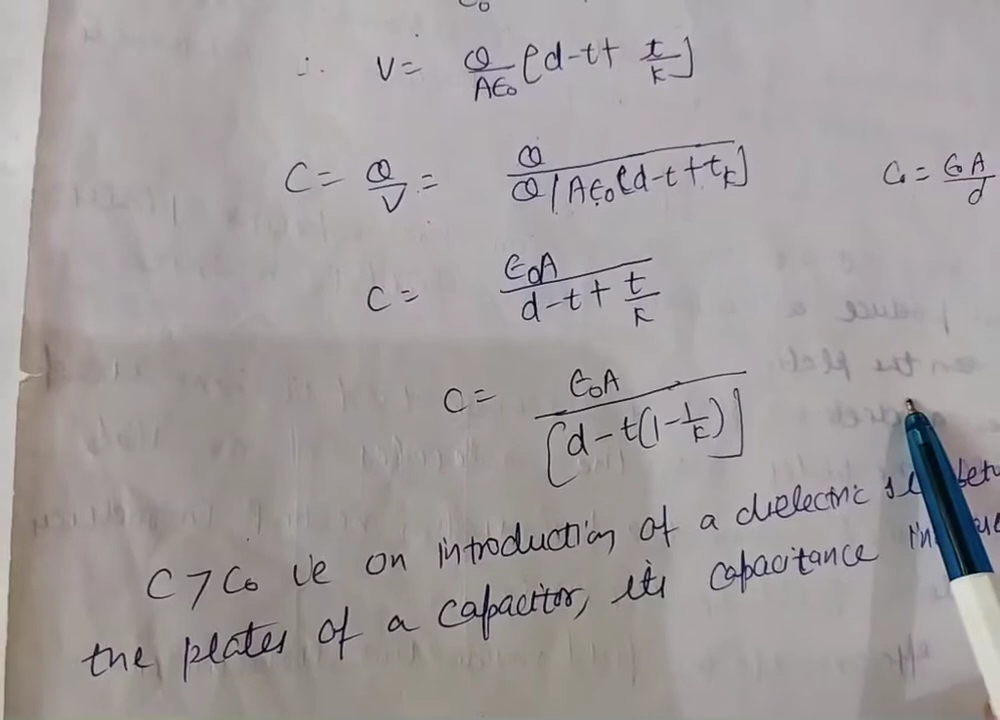 ∴ V = Q/Aϵ₀ [d-t+ t/k]
C = Q/V = Q / Q/Aϵ₀[d-t+t/k] C₀ = ϵ₀A/d
C = ϵ₀A / d-t+ t/k
C = ϵ₀A / [d-t(1-1/k)]
C > C₀ ie on introduction of a dielectric
the plates of a capacitor, its capacitance